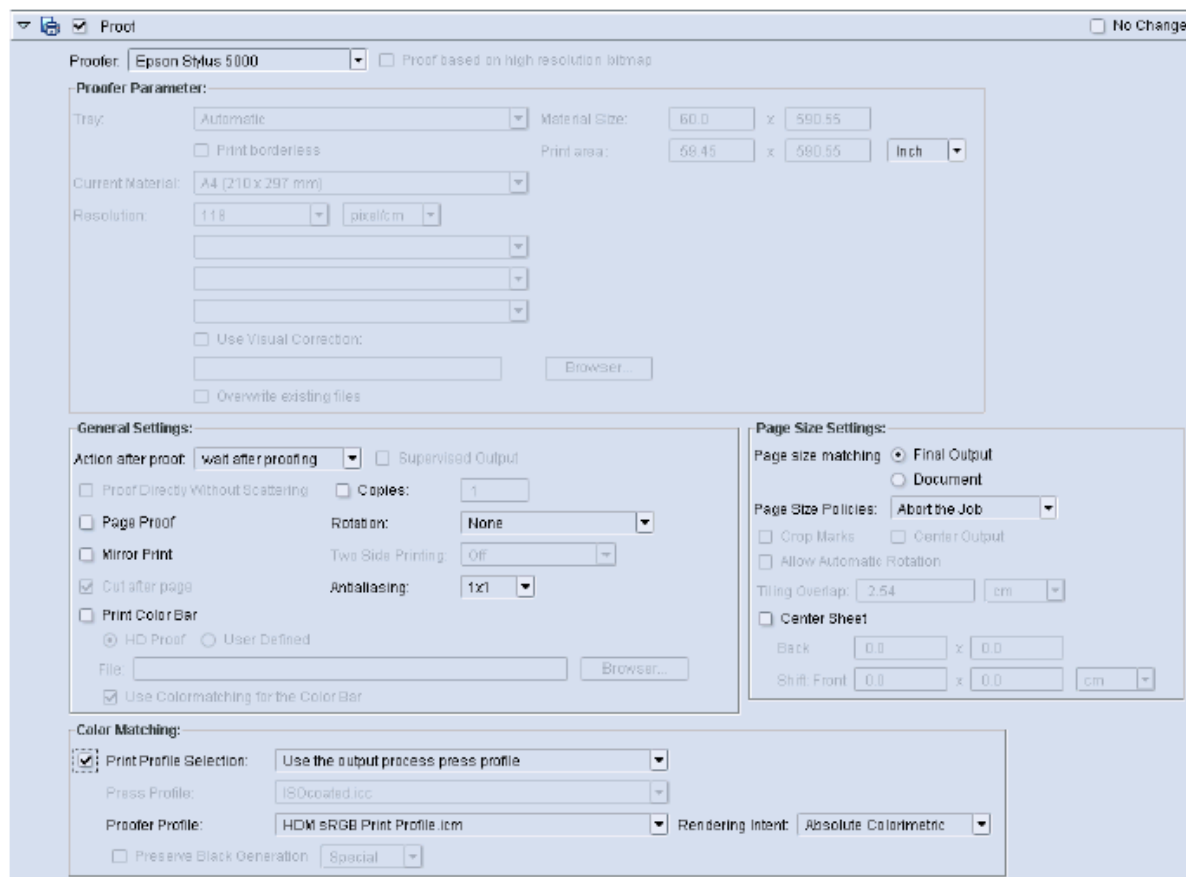 Proof No Change
Proofer: Epson Stylus 5000 Proof based on high resolution bitmap
Proofer Parameter:
Tray: Automatic Material Size: 60.0 x 590.55
Print borderless Print area: 59.45 x 590.55 Inch
Current Material: A4 (210 x 297 mm)
Resolution: 118 pixel/cm
Use Visual Correction:
Browser...
Overwrite existing files
General Settings:
Action after proof: wait after proofing Supervised Output
Proof Directly Without Scattering Copies: 1
Page Proof Rotation: None
Mirror Print Two Side Printing: Off
Cut after page Antialiasing: 1x1
Print Color Bar
HD Proof User Defined
File: Browser...
Use Colormatching for the Color Bar
Page Size Settings:
Page size matching Final Output
Document
Page Size Policies: Abort the Job
Crop Marks Center Output
Allow Automatic Rotation
Tiling Overlap: 2.54 cm
Center Sheet
Back 0.0 x 0.0
Shift: Front 0.0 x 0.0 cm
Color Matching:
Print Profile Selection: Use the output process press profile
Press Profile: ISOcoated.icc
Proofer Profile: HDM sRGB Print Profile.icm Rendering Intent: Absolute Colorimetric
Preserve Black Generation Special